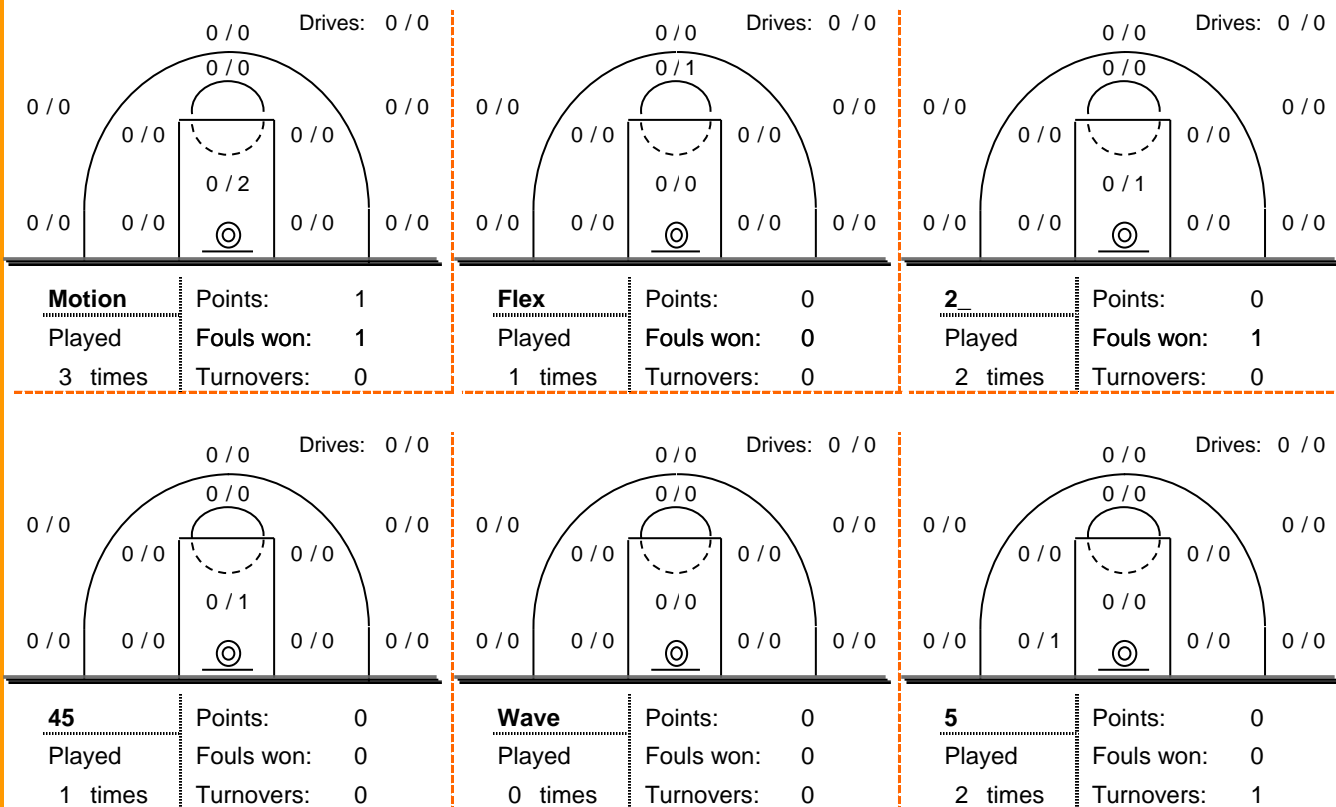 Drives: 0 / 0
0 / 0
0 / 0
0 / 0
0 / 0
0 / 0
0 / 0
0 / 2
0 / 0
0 / 0
0 / 0
0 / 0
Motion
Points: 1
Played
Fouls won: 1
3 times
Turnovers: 0
Drives: 0 / 0
0 / 0
0 / 1
0 / 0
0 / 0
0 / 0
0 / 0
0 / 0
0 / 0
0 / 0
0 / 0
0 / 0
Flex
Points: 0
Played
Fouls won: 0
1 times
Turnovers: 0
Drives: 0 / 0
0 / 0
0 / 0
0 / 0
0 / 0
0 / 0
0 / 0
0 / 1
0 / 0
0 / 0
0 / 0
0 / 0
2_
Points: 0
Played
Fouls won: 1
2 times
Turnovers: 0
Drives: 0 / 0
0 / 0
0 / 0
0 / 0
0 / 0
0 / 0
0 / 0
0 / 1
0 / 0
0 / 0
0 / 0
0 / 0
45
Points: 0
Played
Fouls won: 0
1 times
Turnovers: 0
Drives: 0 / 0
0 / 0
0 / 0
0 / 0
0 / 0
0 / 0
0 / 0
0 / 0
0 / 0
0 / 0
0 / 0
0 / 0
Wave
Points: 0
Played
Fouls won: 0
0 times
Turnovers: 0
Drives: 0 / 0
0 / 0
0 / 0
0 / 0
0 / 0
0 / 0
0 / 0
0 / 0
0 / 0
0 / 1
0 / 0
0 / 0
5
Points: 0
Played
Fouls won: 0
2 times
Turnovers: 1